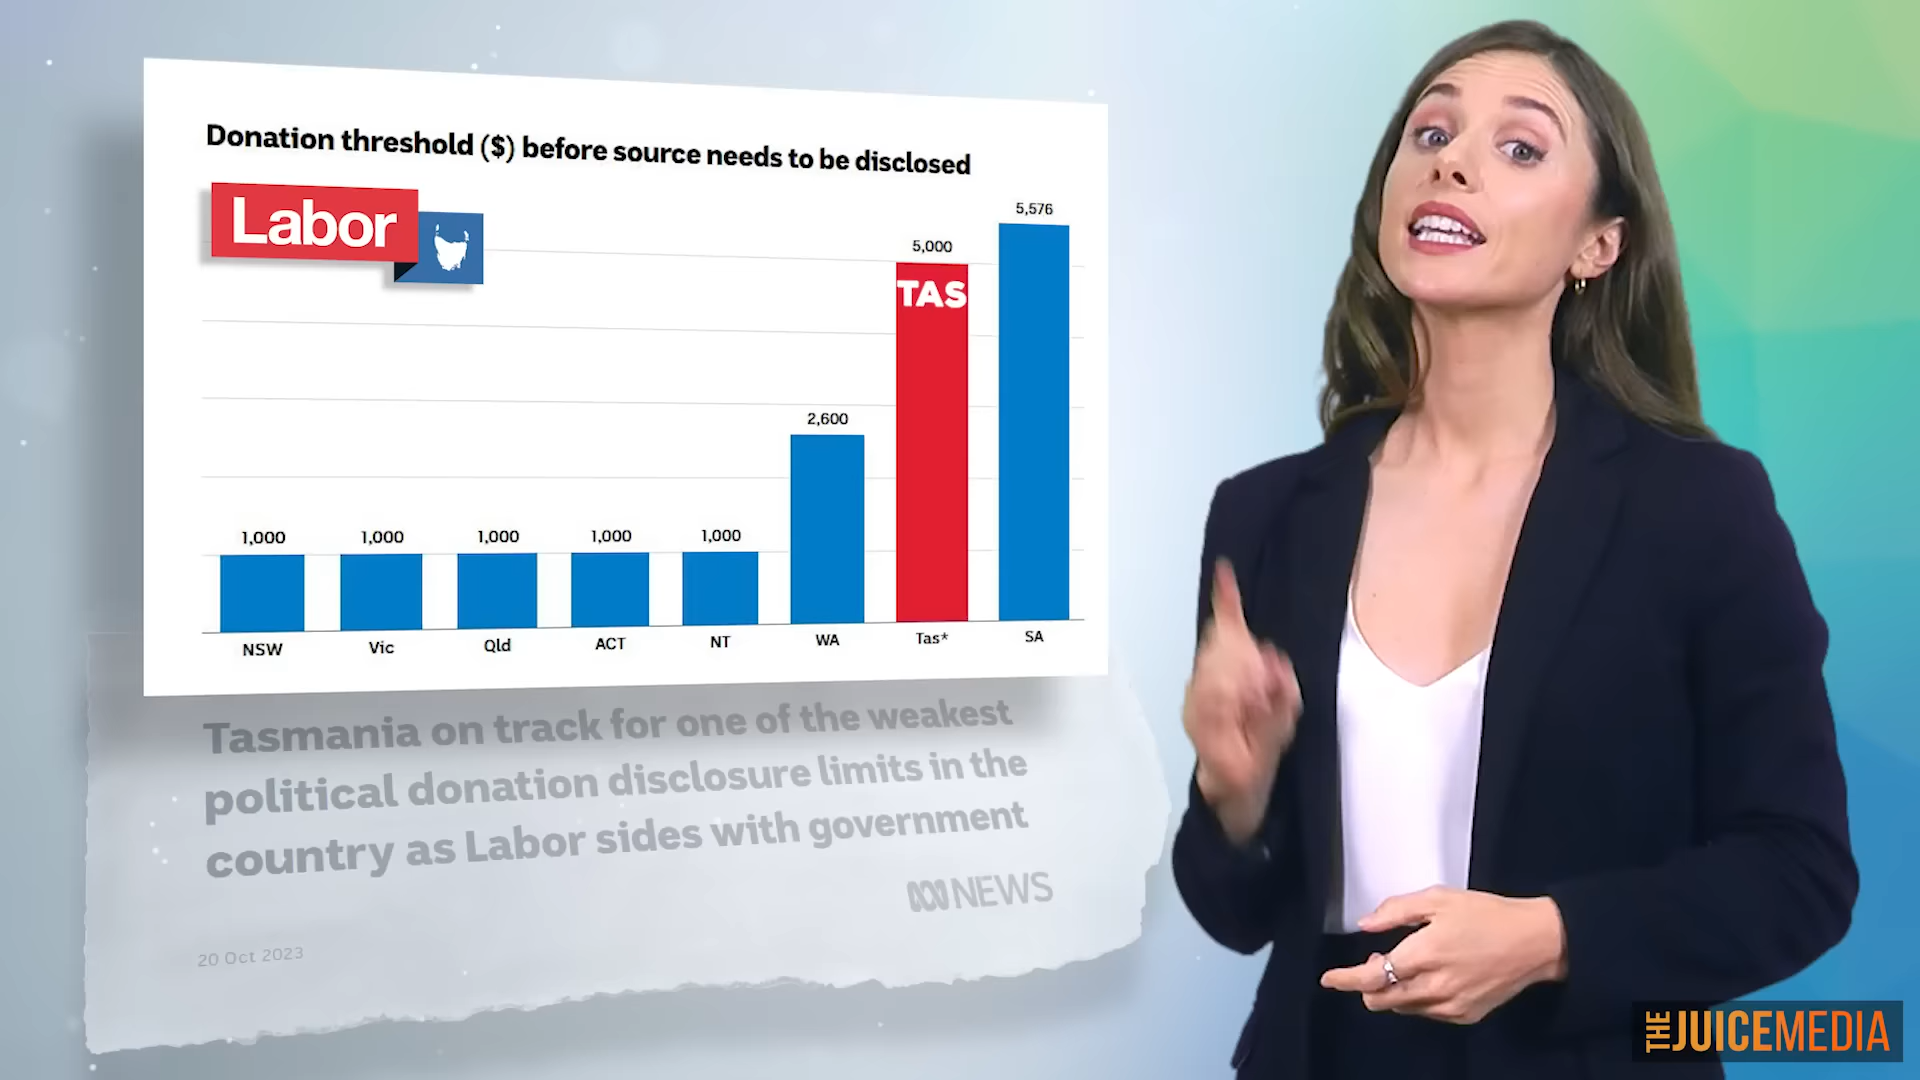 Donation threshold ($) before source needs to be disclosed
Labor
5,576
5,000
TAS
2,600
1,000 1,000 1,000 1,000 1,000
NSW Vic Qld ACT NT WA Tas* SA
Tasmania on track for one of the weakest
political donation disclosure limits in the
country as Labor sides with government
NEWS
20 Oct 2023
THE JUICEMEDIA